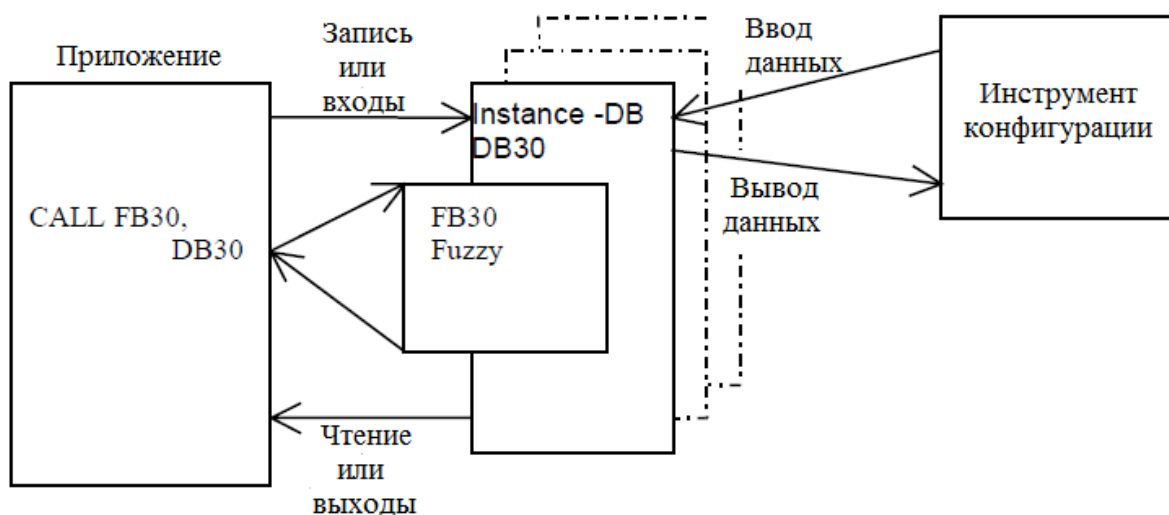 Приложение
CALL FB30,
DB30
Запись
или
входы
Instance -DB
DB30
FB30
Fuzzy
Чтение
или
выходы
Ввод
данных
Вывод
данных
Инструмент
конфигурации